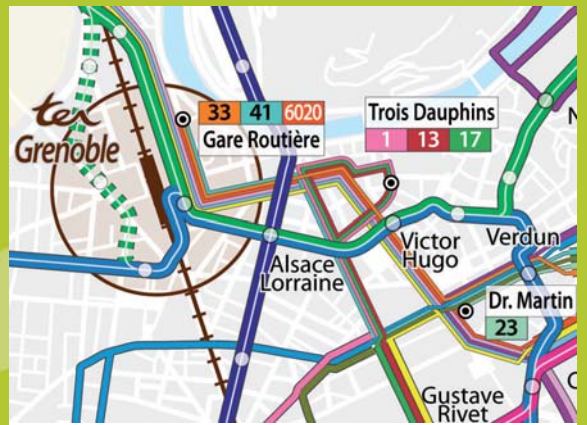 ter
Grenoble
33 41 6020
Gare Routière
Trois Dauphins
1 13 17
Alsace
Lorraine
Victor
Hugo
Verdun
Dr. Martin
23
Gustave
Rivet